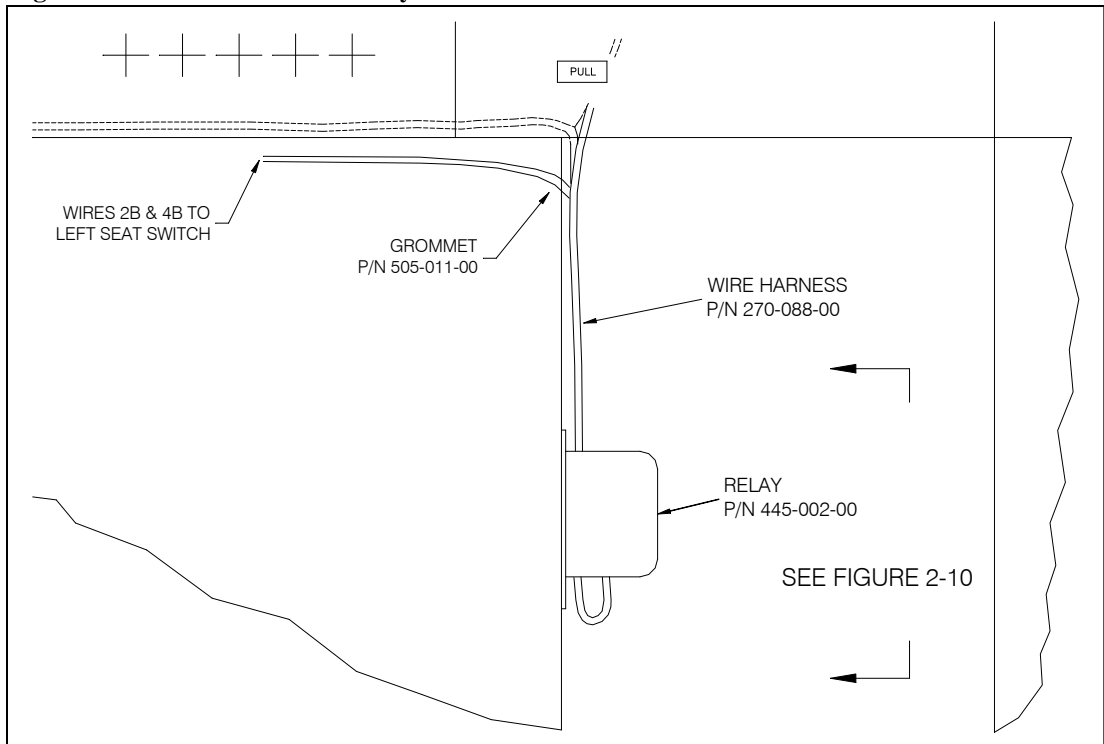 PULL
WIRES 2B & 4B TO
LEFT SEAT SWITCH
GROMMET
P/N 505-011-00
WIRE HARNESS
P/N 270-088-00
RELAY
P/N 445-002-00
SEE FIGURE 2-10